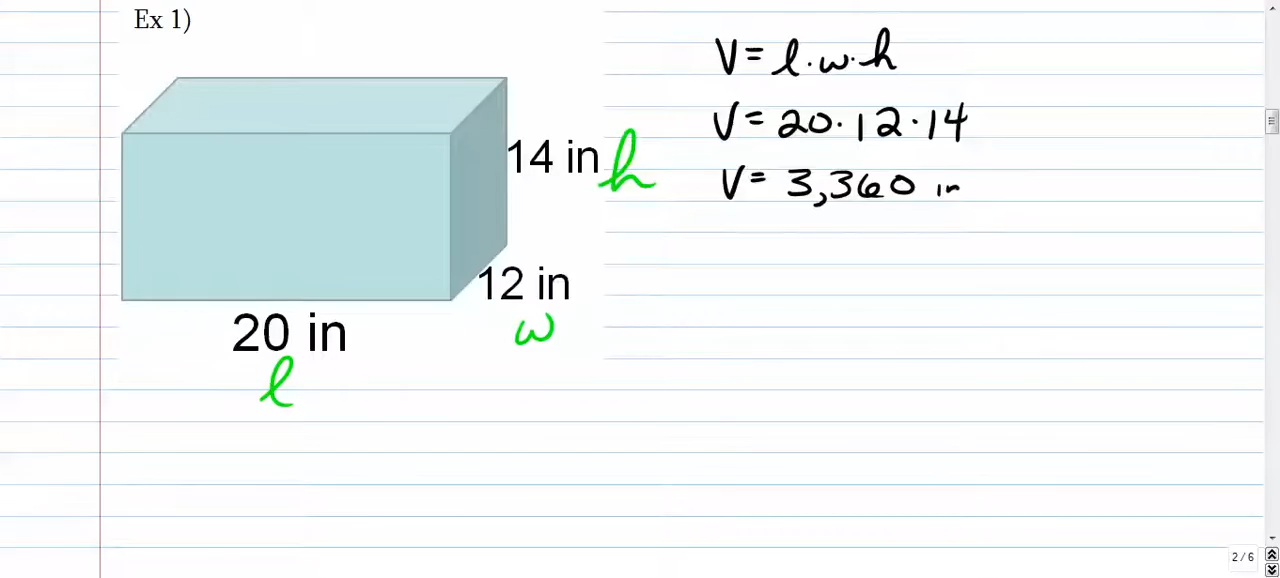 Ex 1)
V = l · w · h
V = 20 · 12 · 14
14 in h
V = 3,360 in
12 in
w
20 in
l
2 / 6